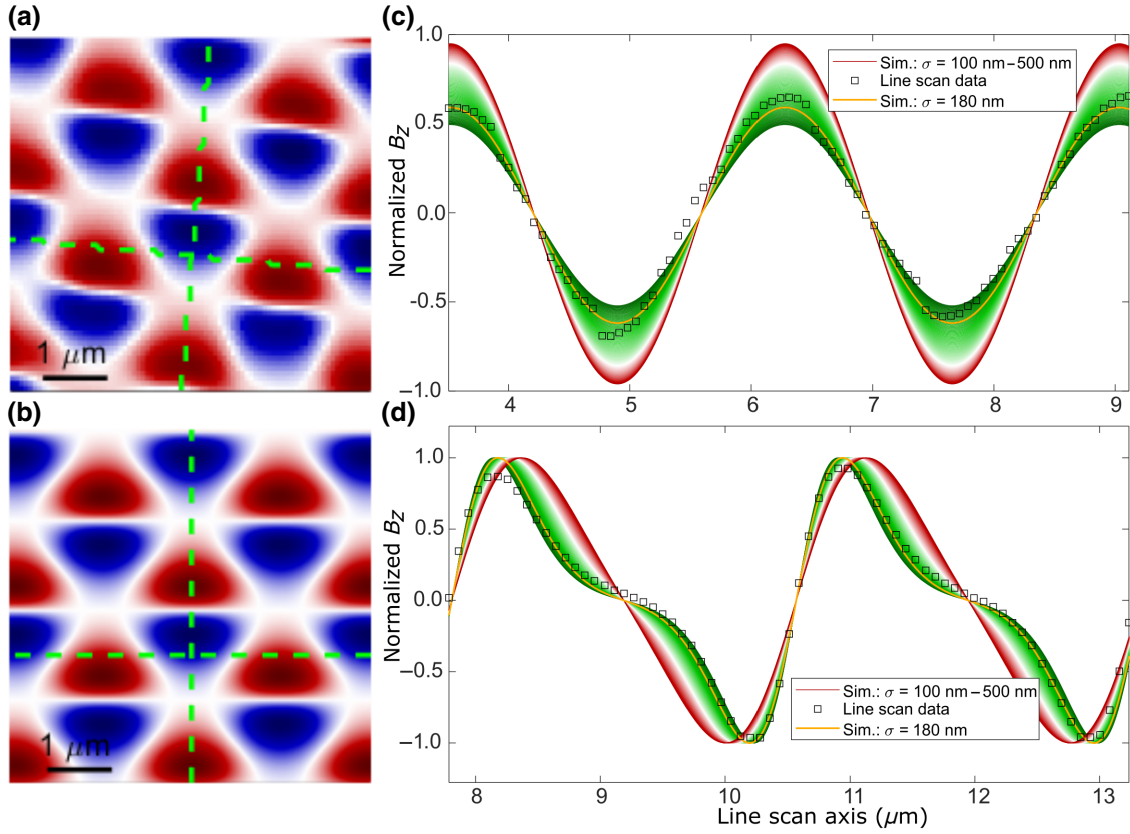 (a)
1 μm
(b)
1 μm
(c)
Normalized Bz
1.0
0.5
0.0
−0.5
−1.0
Sim.: σ = 100 nm–500 nm
Line scan data
Sim.: σ = 180 nm
4 5 6 7 8 9
(d)
Normalized Bz
1.0
0.5
0.0
−0.5
−1.0
Sim.: σ = 100 nm–500 nm
Line scan data
Sim.: σ = 180 nm
8 9 10 11 12 13
Line scan axis (μm)